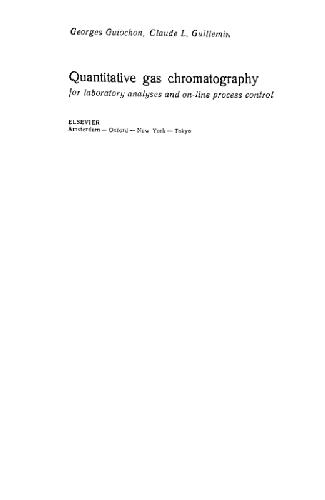 Georges Guiochon, Claude L. Guillemin
Quantitative gas chromatography
for laboratory analyses and on-line process control
ELSEVIER
Amsterdam — Oxford — New York — Tokyo